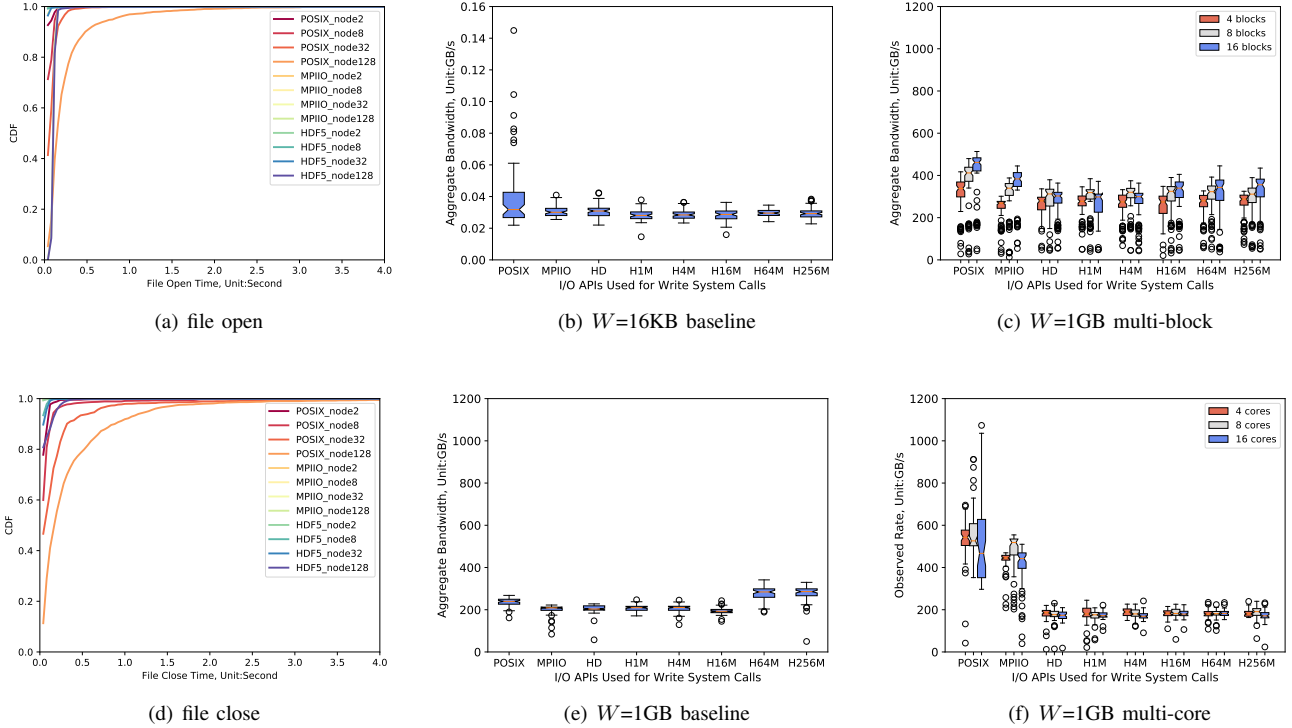 1.0
0.8
0.6
0.4
0.2
0.0
CDF
0.0 0.5 1.0 1.5 2.0 2.5 3.0 3.5 4.0
File Open Time, Unit:Second
POSIX_node2
POSIX_node8
POSIX_node32
POSIX_node128
MPIIO_node2
MPIIO_node8
MPIIO_node32
MPIIO_node128
HDF5_node2
HDF5_node8
HDF5_node32
HDF5_node128
(a) file open
0.16
0.14
0.12
0.10
0.08
0.06
0.04
0.02
0.00
Aggregate Bandwidth, Unit:GB/s
POSIX MPIIO HD H1M H4M H16M H64M H256M
I/O APIs Used for Write System Calls
(b) W=16KB baseline
1200
1000
800
600
400
200
0
Aggregate Bandwidth, Unit:GB/s
4 blocks
8 blocks
16 blocks
POSIX MPIIO HD H1M H4M H16M H64M H256M
I/O APIs Used for Write System Calls
(c) W=1GB multi-block
1.0
0.8
0.6
0.4
0.2
0.0
CDF
0.0 0.5 1.0 1.5 2.0 2.5 3.0 3.5 4.0
File Close Time, Unit:Second
POSIX_node2
POSIX_node8
POSIX_node32
POSIX_node128
MPIIO_node2
MPIIO_node8
MPIIO_node32
MPIIO_node128
HDF5_node2
HDF5_node8
HDF5_node32
HDF5_node128
(d) file close
1200
1000
800
600
400
200
0
Aggregate Bandwidth, Unit:GB/s
POSIX MPIIO HD H1M H4M H16M H64M H256M
I/O APIs Used for Write System Calls
(e) W=1GB baseline
1200
1000
800
600
400
200
0
Observed Rate, Unit:GB/s
4 cores
8 cores
16 cores
POSIX MPIIO HD H1M H4M H16M H64M H256M
I/O APIs Used for Write System Calls
(f) W=1GB multi-core